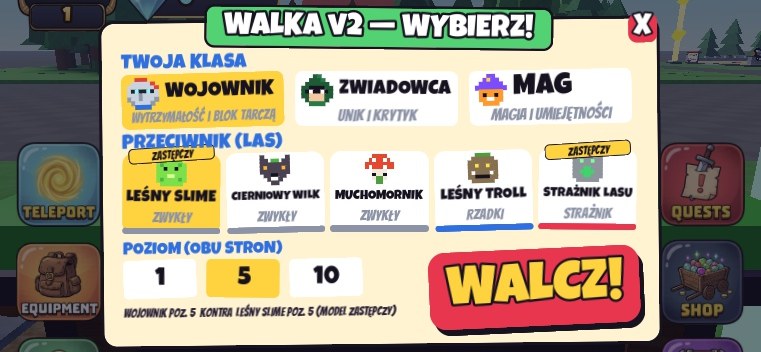 1
WALKA V2 — WYBIERZ!
X
TWOJA KLASA
WOJOWNIK
WYTRZYMAŁOŚĆ I BLOK TARCZĄ
ZWIADOWCA
UNIK I KRYTYK
MAG
MAGIA I UMIEJĘTNOŚCI
PRZECIWNIK (LAS)
ZASTĘPCZY
LEŚNY SLIME
ZWYKŁY
CIERNIOWY WILK
ZWYKŁY
MUCHOMORNIK
ZWYKŁY
LEŚNY TROLL
RZADKI
ZASTĘPCZY
STRAŻNIK LASU
STRAŻNIK
POZIOM (OBU STRON)
1
5
10
WALCZ!
WOJOWNIK POZ. 5 KONTRA LEŚNY SLIME POZ. 5 (MODEL ZASTĘPCZY)
TELEPORT
EQUIPMENT
QUESTS
SHOP